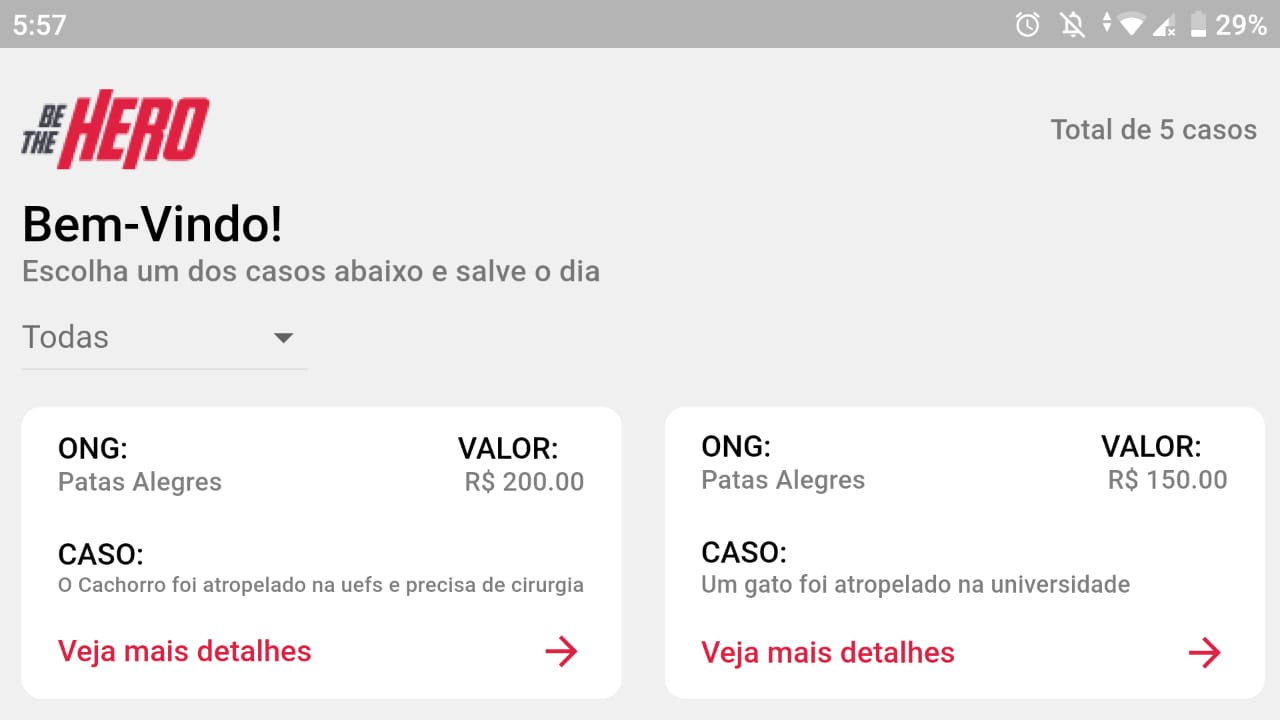 5:57
29%
BE
THE
HERO
Total de 5 casos
Bem-Vindo!
Escolha um dos casos abaixo e salve o dia
Todas
ONG:
VALOR:
Patas Alegres
R$ 200.00
CASO:
O Cachorro foi atropelado na uefs e precisa de cirurgia
Veja mais detalhes
ONG:
VALOR:
Patas Alegres
R$ 150.00
CASO:
Um gato foi atropelado na universidade
Veja mais detalhes